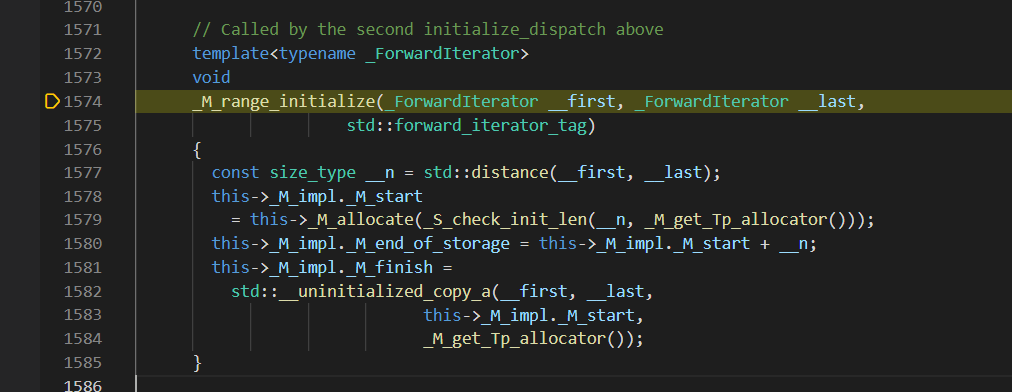 1570
1571 // Called by the second initialize_dispatch above
1572 template<typename _ForwardIterator>
1573 void
1574 _M_range_initialize(_ForwardIterator __first, _ForwardIterator __last,
1575 std::forward_iterator_tag)
1576 {
1577 const size_type __n = std::distance(__first, __last);
1578 this->_M_impl._M_start
1579 = this->_M_allocate(_S_check_init_len(__n, _M_get_Tp_allocator()));
1580 this->_M_impl._M_end_of_storage = this->_M_impl._M_start + __n;
1581 this->_M_impl._M_finish =
1582 std::__uninitialized_copy_a(__first, __last,
1583 this->_M_impl._M_start,
1584 _M_get_Tp_allocator());
1585 }
1586